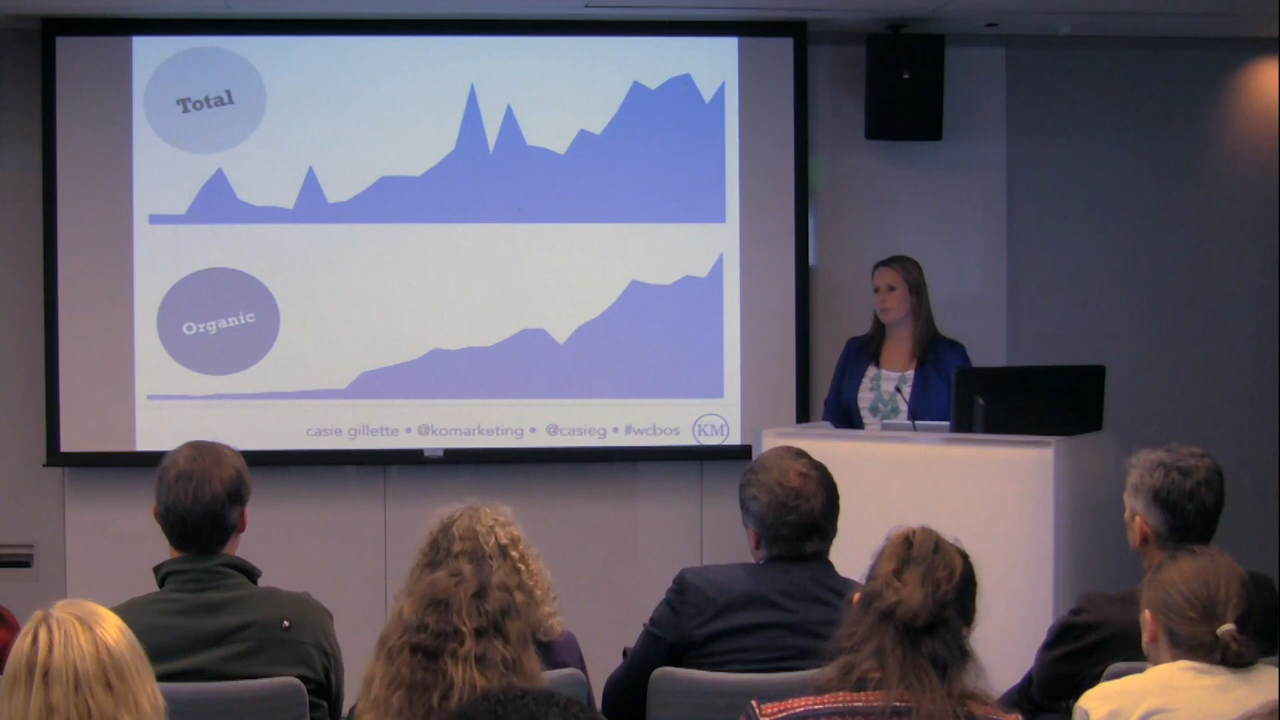 Total
Organic
casie gillette • @komarketing • @casieg • #wcbos
KM